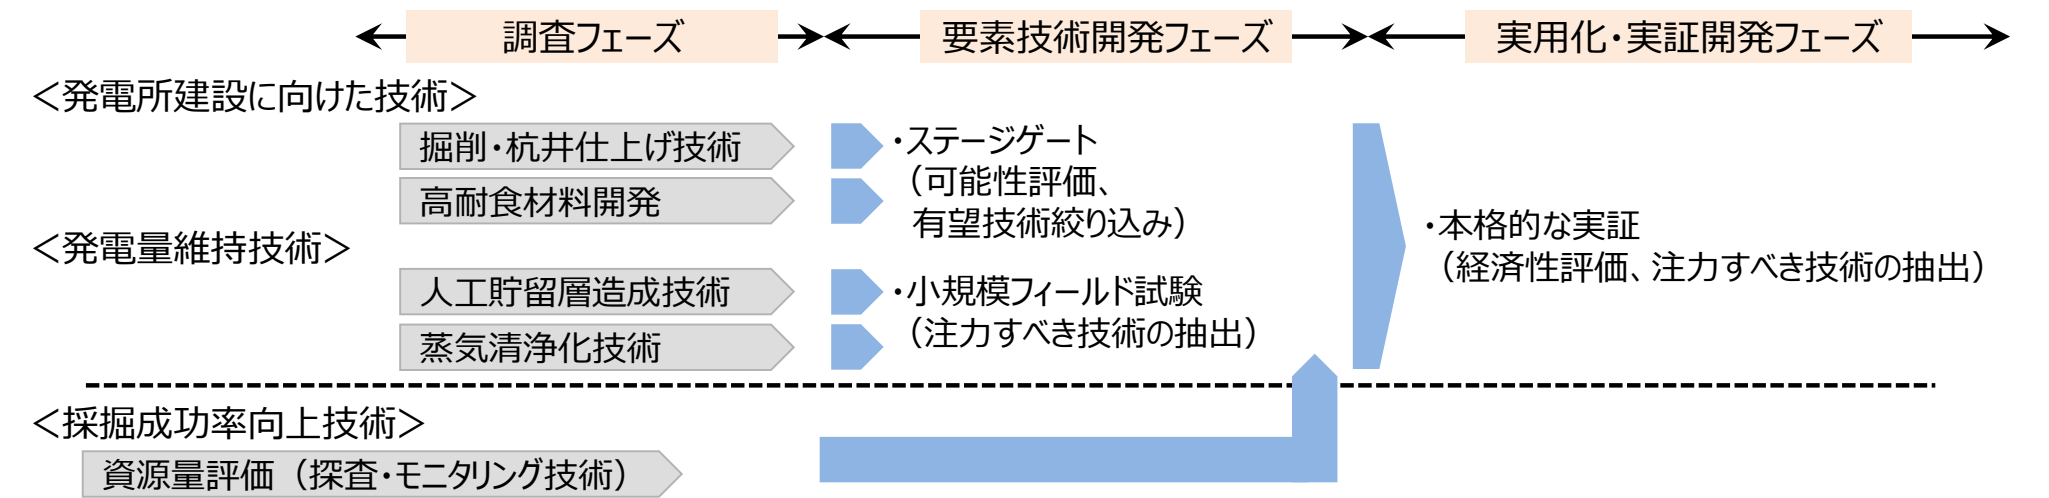 調査フェーズ
要素技術開発フェーズ
実用化・実証開発フェーズ
＜発電所建設に向けた技術＞
掘削・杭井仕上げ技術
高耐食材料開発
・ステージゲート
（可能性評価、
有望技術絞り込み）
＜発電量維持技術＞
人工貯留層造成技術
蒸気清浄化技術
・小規模フィールド試験
（注力すべき技術の抽出）
・本格的な実証
（経済性評価、注力すべき技術の抽出）
＜採掘成功率向上技術＞
資源量評価（探査・モニタリング技術）